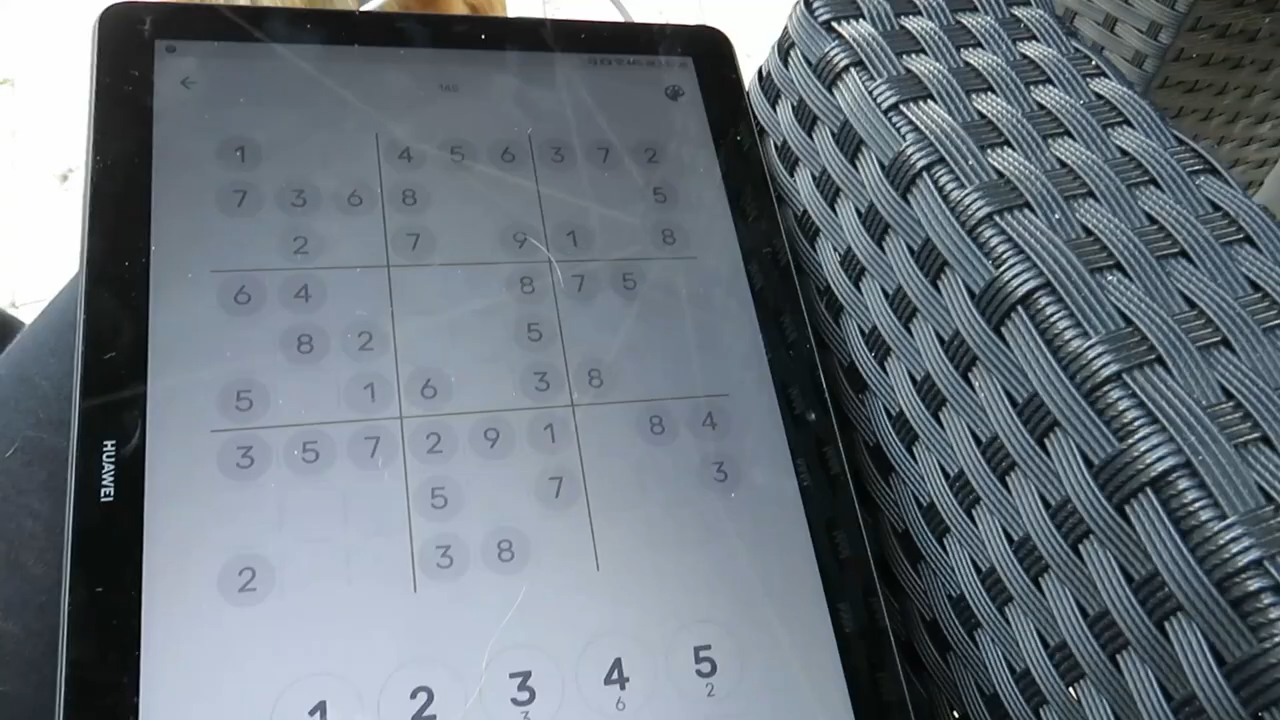 1 4 5 6 3 7 2
7 3 6 8 5
2 7 9 1 8
6 4 8 7 5
8 2 5
5 1 6 3 8
3 5 7 2 9 1 8 4
5 7 3
2 3 8
1 2 3 4 5
3 6 2
HUAWEI